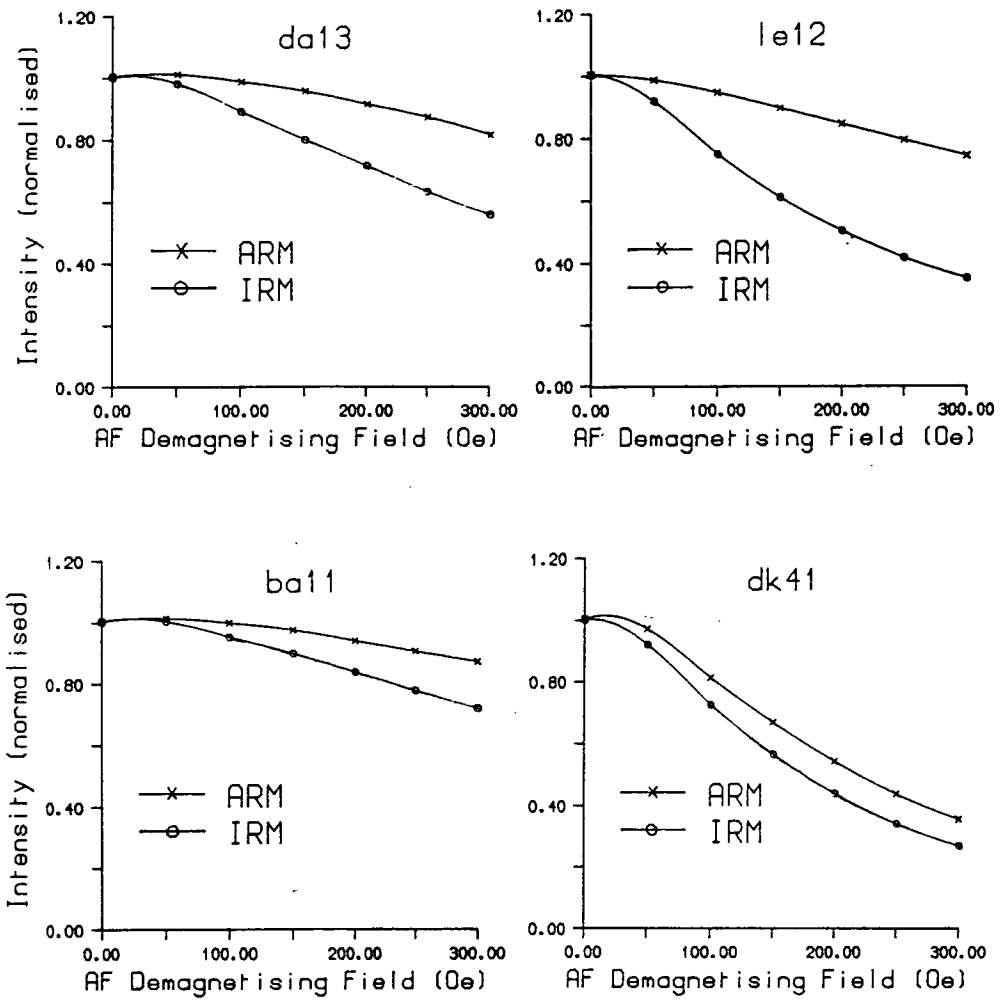 da13
1.20
0.80
0.40
0.00
Intensity (normalised)
ARM
IRM
0.00 100.00 200.00 300.00
AF Demagnetising Field (Oe)
le12
1.20
0.80
0.40
0.00
ARM
IRM
0.00 100.00 200.00 300.00
AF Demagnetising Field (Oe)
ba11
1.20
0.80
0.40
0.00
Intensity (normalised)
ARM
IRM
0.00 100.00 200.00 300.00
AF Demagnetising Field (Oe)
dk41
1.20
0.80
0.40
0.00
ARM
IRM
0.00 100.00 200.00 300.00
AF Demagnetising Field (Oe)